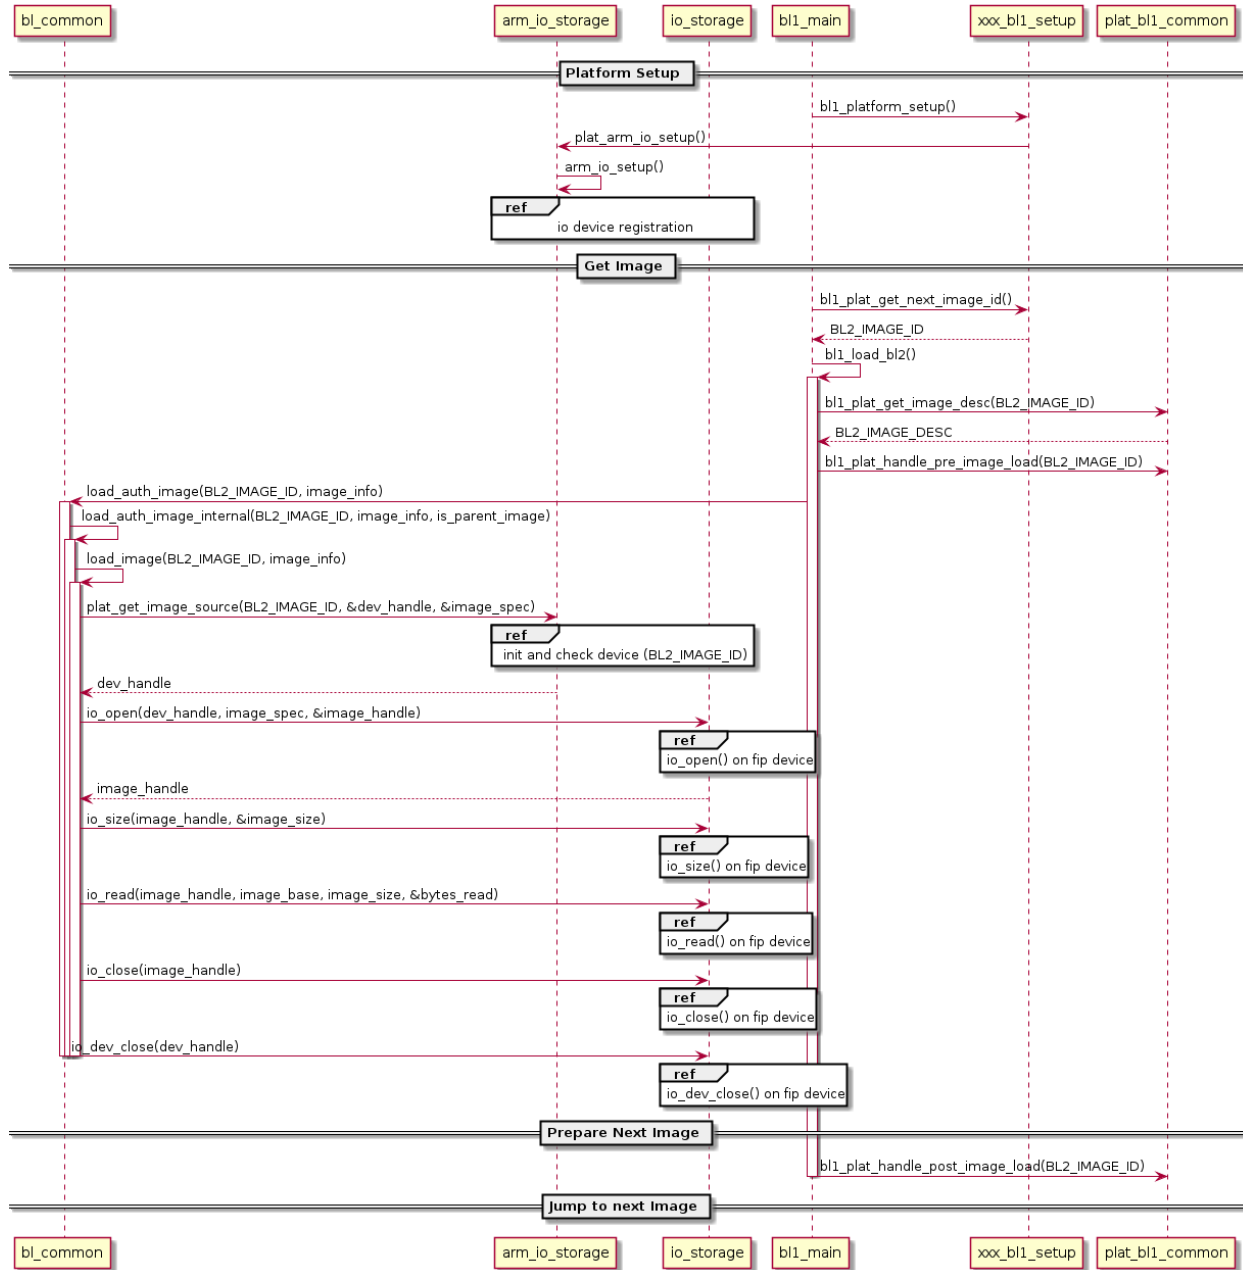 bl_common
arm_io_storage
io_storage
bl1_main
xxx_bl1_setup
plat_bl1_common
Platform Setup
bl1_platform_setup()
plat_arm_io_setup()
arm_io_setup()
ref
io device registration
Get Image
bl1_plat_get_next_image_id()
BL2_IMAGE_ID
bl1_load_bl2()
bl1_plat_get_image_desc(BL2_IMAGE_ID)
BL2_IMAGE_DESC
bl1_plat_handle_pre_image_load(BL2_IMAGE_ID)
load_auth_image(BL2_IMAGE_ID, image_info)
load_auth_image_internal(BL2_IMAGE_ID, image_info, is_parent_image)
load_image(BL2_IMAGE_ID, image_info)
plat_get_image_source(BL2_IMAGE_ID, &dev_handle, &image_spec)
ref
init and check device (BL2_IMAGE_ID)
dev_handle
io_open(dev_handle, image_spec, &image_handle)
ref
io_open() on fip device
image_handle
io_size(image_handle, &image_size)
ref
io_size() on fip device
io_read(image_handle, image_base, image_size, &bytes_read)
ref
io_read() on fip device
io_close(image_handle)
ref
io_close() on fip device
io_dev_close(dev_handle)
ref
io_dev_close() on fip device
Prepare Next Image
bl1_plat_handle_post_image_load(BL2_IMAGE_ID)
Jump to next Image
bl_common
arm_io_storage
io_storage
bl1_main
xxx_bl1_setup
plat_bl1_common